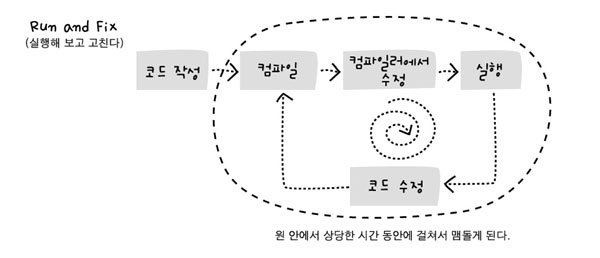 Run and Fix
(실행해 보고 고친다)
코드 작성
컴파일
컴파일러에서
수정
실행
코드 수정
원 안에서 상당한 시간 동안에 걸쳐서 맴돌게 된다.